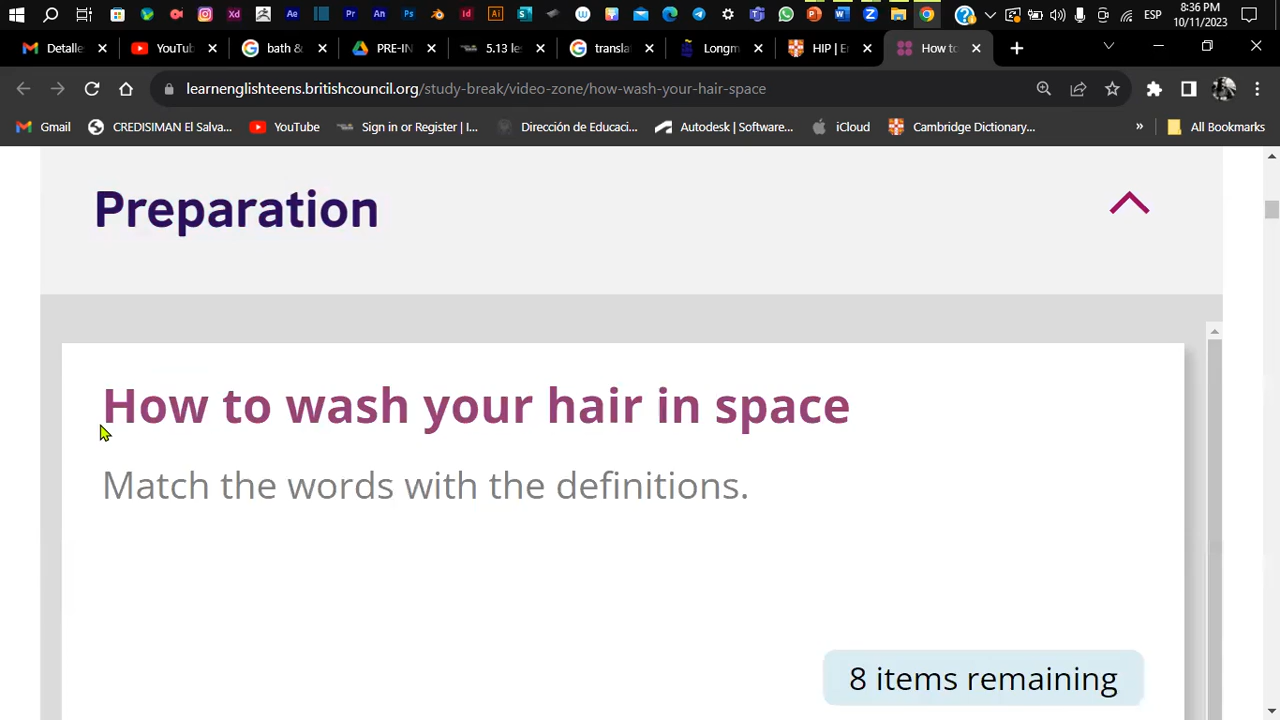 8:36 PM
ESP
10/11/2023
Detalle
YouTub
bath &
PRE-IN
5.13 le
transla
Longm
HIP | E
How to
learnenglishteens.britishcouncil.org/study-break/video-zone/how-wash-your-hair-space
Gmail
CREDISIMAN El Salva...
YouTube
Sign in or Register | I...
Dirección de Educaci...
Autodesk | Software...
iCloud
Cambridge Dictionary...
»
All Bookmarks
Preparation
How to wash your hair in space
Match the words with the definitions.
8 items remaining